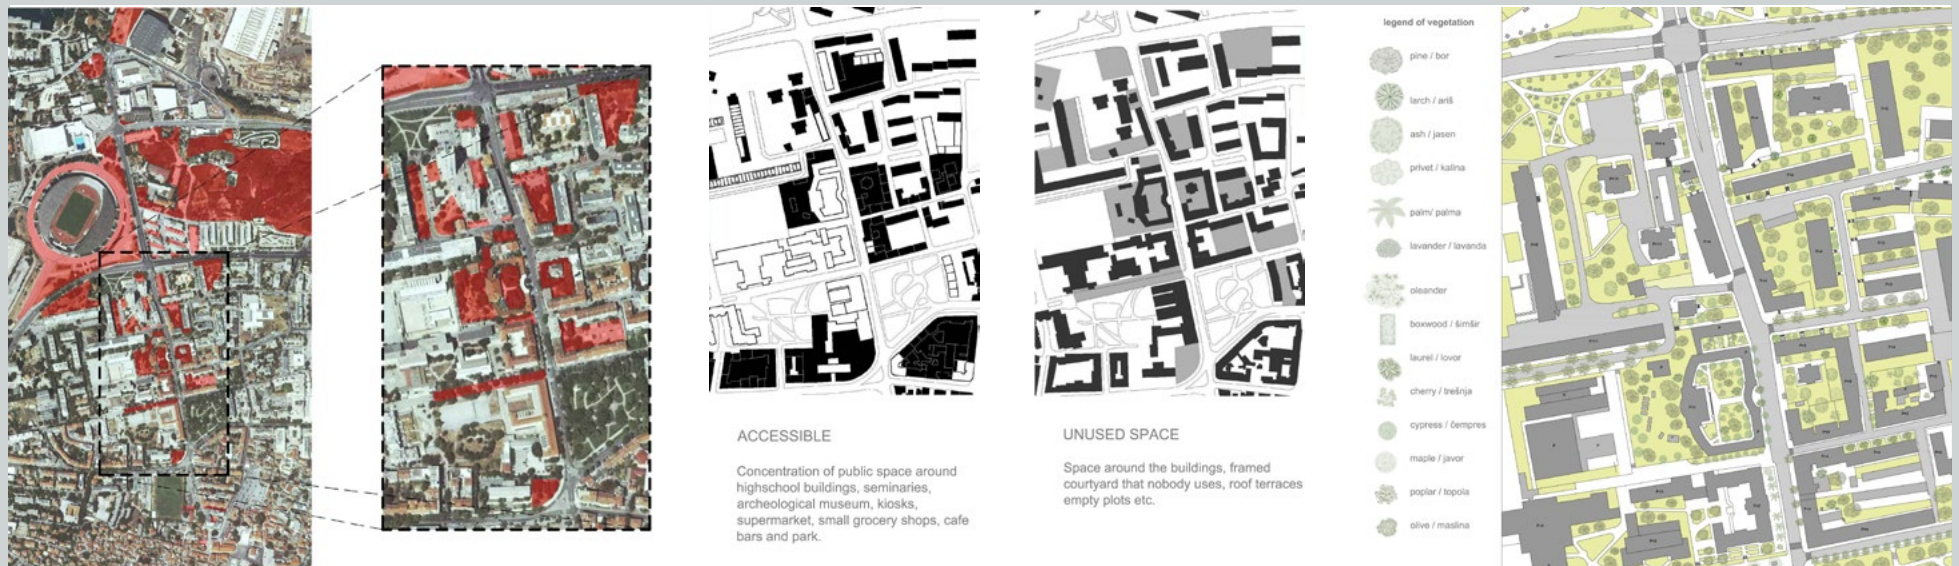 ACCESSIBLE
Concentration of public space around
highschool buildings, seminaries,
archeological museum, kiosks,
supermarket, small grocery shops, cafe
bars and park.
UNUSED SPACE
Space around the buildings, framed
courtyard that nobody uses, roof terraces
empty plots etc.
legend of vegetation
pine / bor
larch / ariš
ash / jasen
privet / kalina
palm/ palma
lavander / lavanda
oleander
boxwood / šimšir
laurel / lovor
cherry / trešnja
cypress / čempres
maple / javor
poplar / topola
olive / maslina